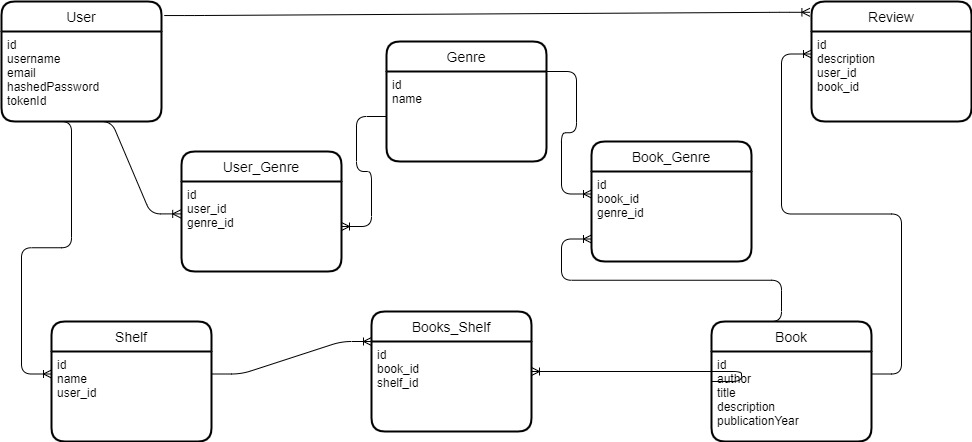 User
id
username
email
hashedPassword
tokenId
Review
id
description
user_id
book_id
Genre
id
name
User_Genre
id
user_id
genre_id
Book_Genre
id
book_id
genre_id
Shelf
id
name
user_id
Books_Shelf
id
book_id
shelf_id
Book
id
author
title
description
publicationYear